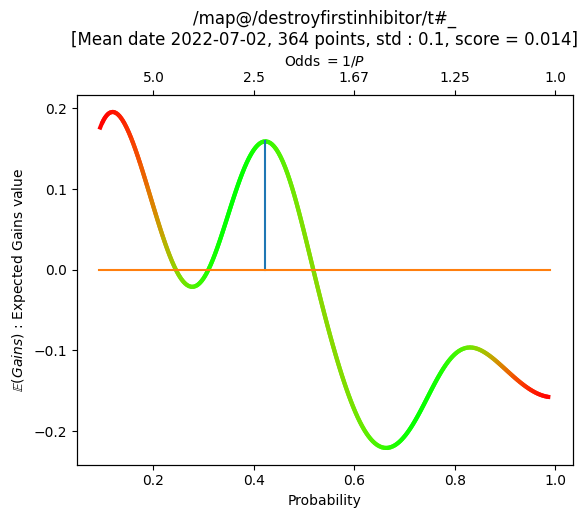 /map@/destroyfirstinhibitor/t#_
[Mean date 2022-07-02, 364 points, std : 0.1, score = 0.014]
Odds = 1/P
5.0 2.5 1.67 1.25 1.0
0.2
0.1
0.0
−0.1
−0.2
𝔼(Gains) : Expected Gains value
0.2 0.4 0.6 0.8 1.0
Probability